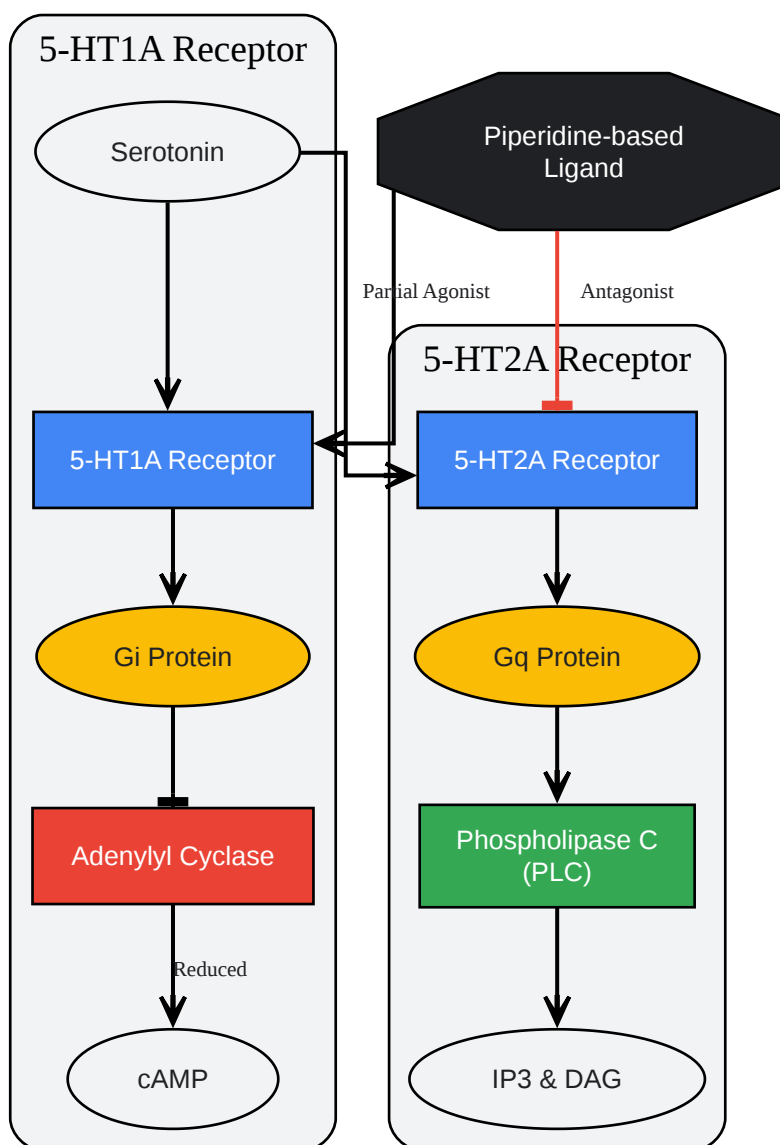 5-HT1A Receptor
Serotonin
Piperidine-based
Ligand
Partial Agonist
Antagonist
5-HT2A Receptor
5-HT1A Receptor
5-HT2A Receptor
Gi Protein
Gq Protein
Adenylyl Cyclase
Phospholipase C
(PLC)
Reduced
cAMP
IP3 & DAG